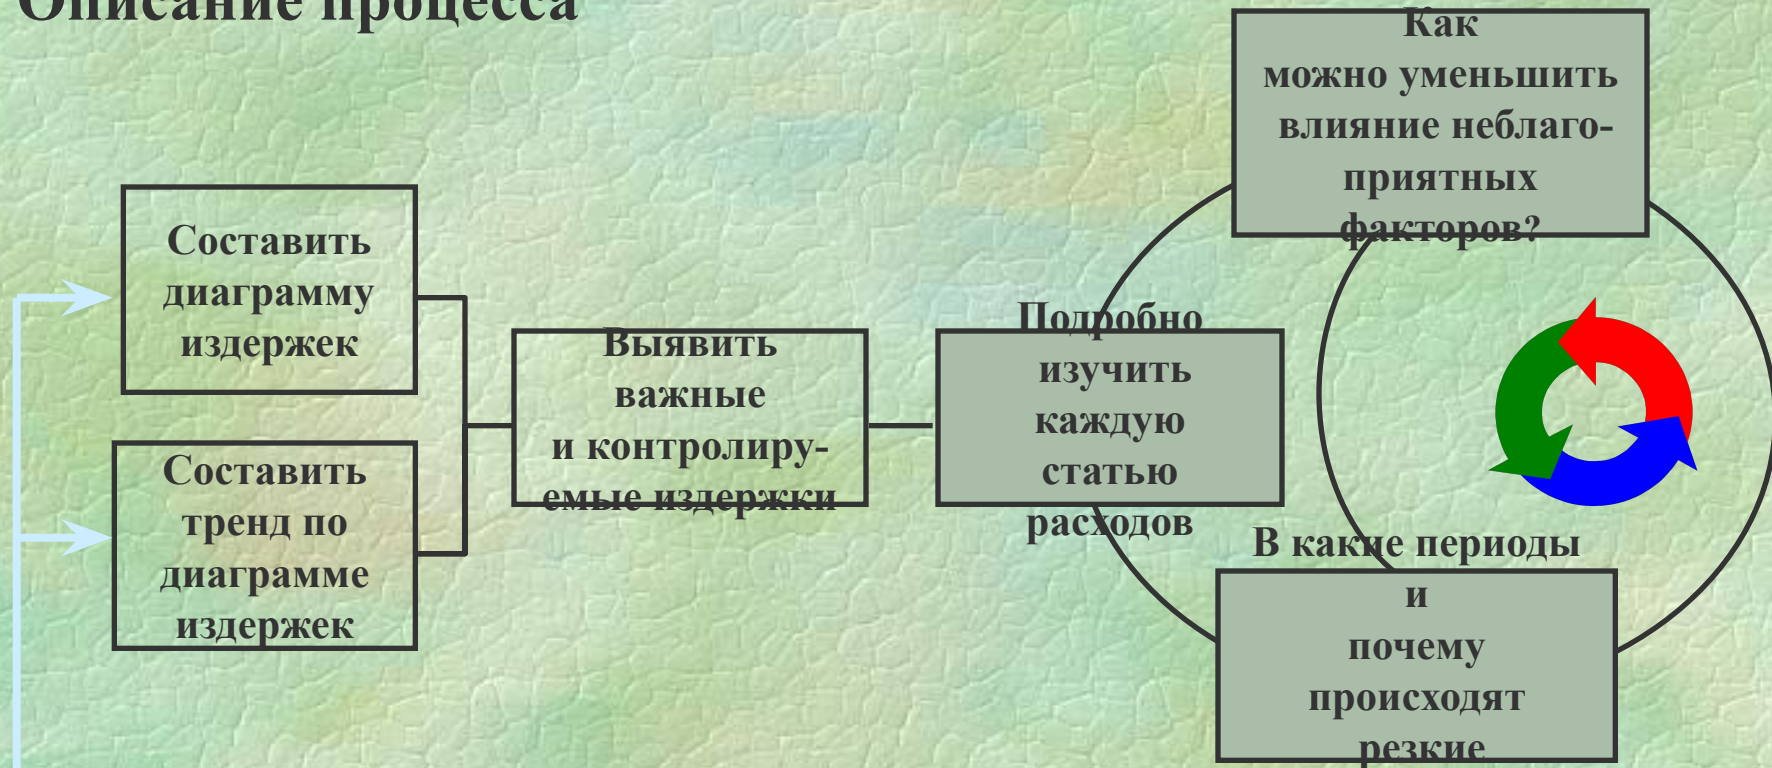 Описание процесса
Как
можно уменьшить
влияние неблаго-
приятных
факторов?
Составить
диаграмму
издержек
Выявить
важные
и контролиру-
емые издержки
Подробно
изучить
каждую
статью
расходов
Составить
тренд по
диаграмме
издержек
В какие периоды
и
почему
происходят
резкие